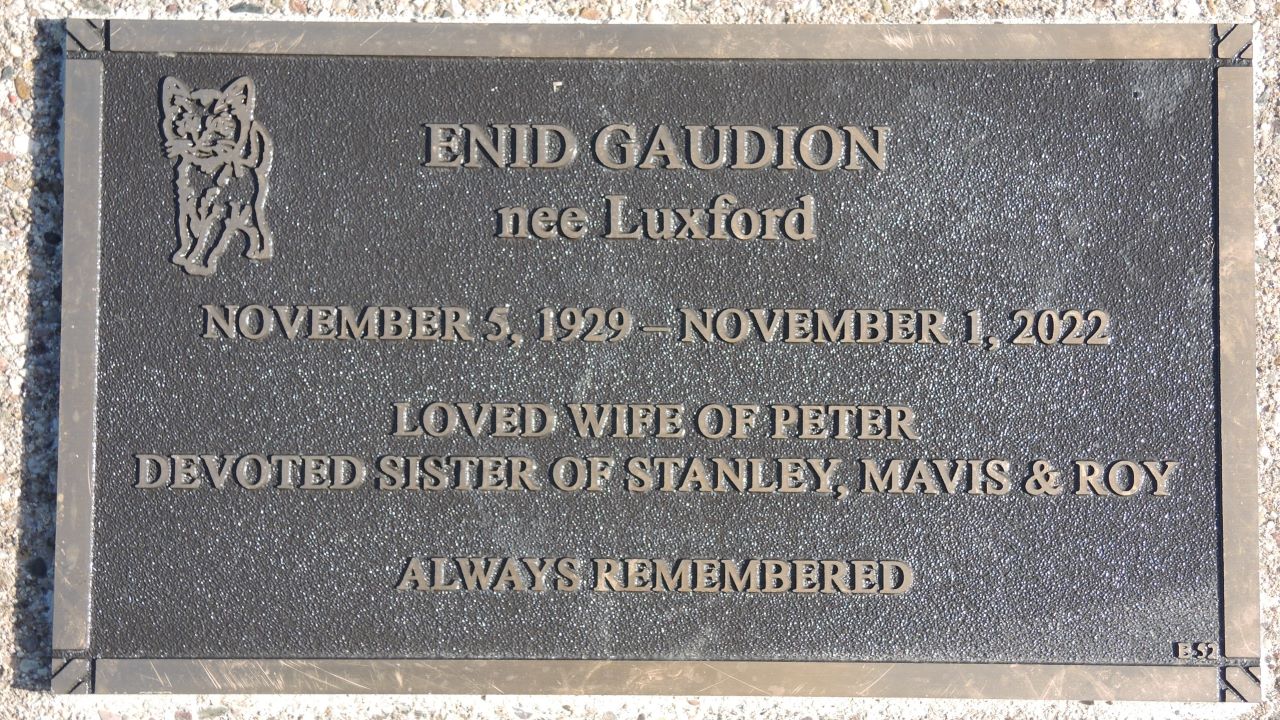 ENID GAUDION
nee Luxford
NOVEMBER 5, 1929 – NOVEMBER 1, 2022
LOVED WIFE OF PETER
DEVOTED SISTER OF STANLEY, MAVIS & ROY
ALWAYS REMEMBERED
B 52